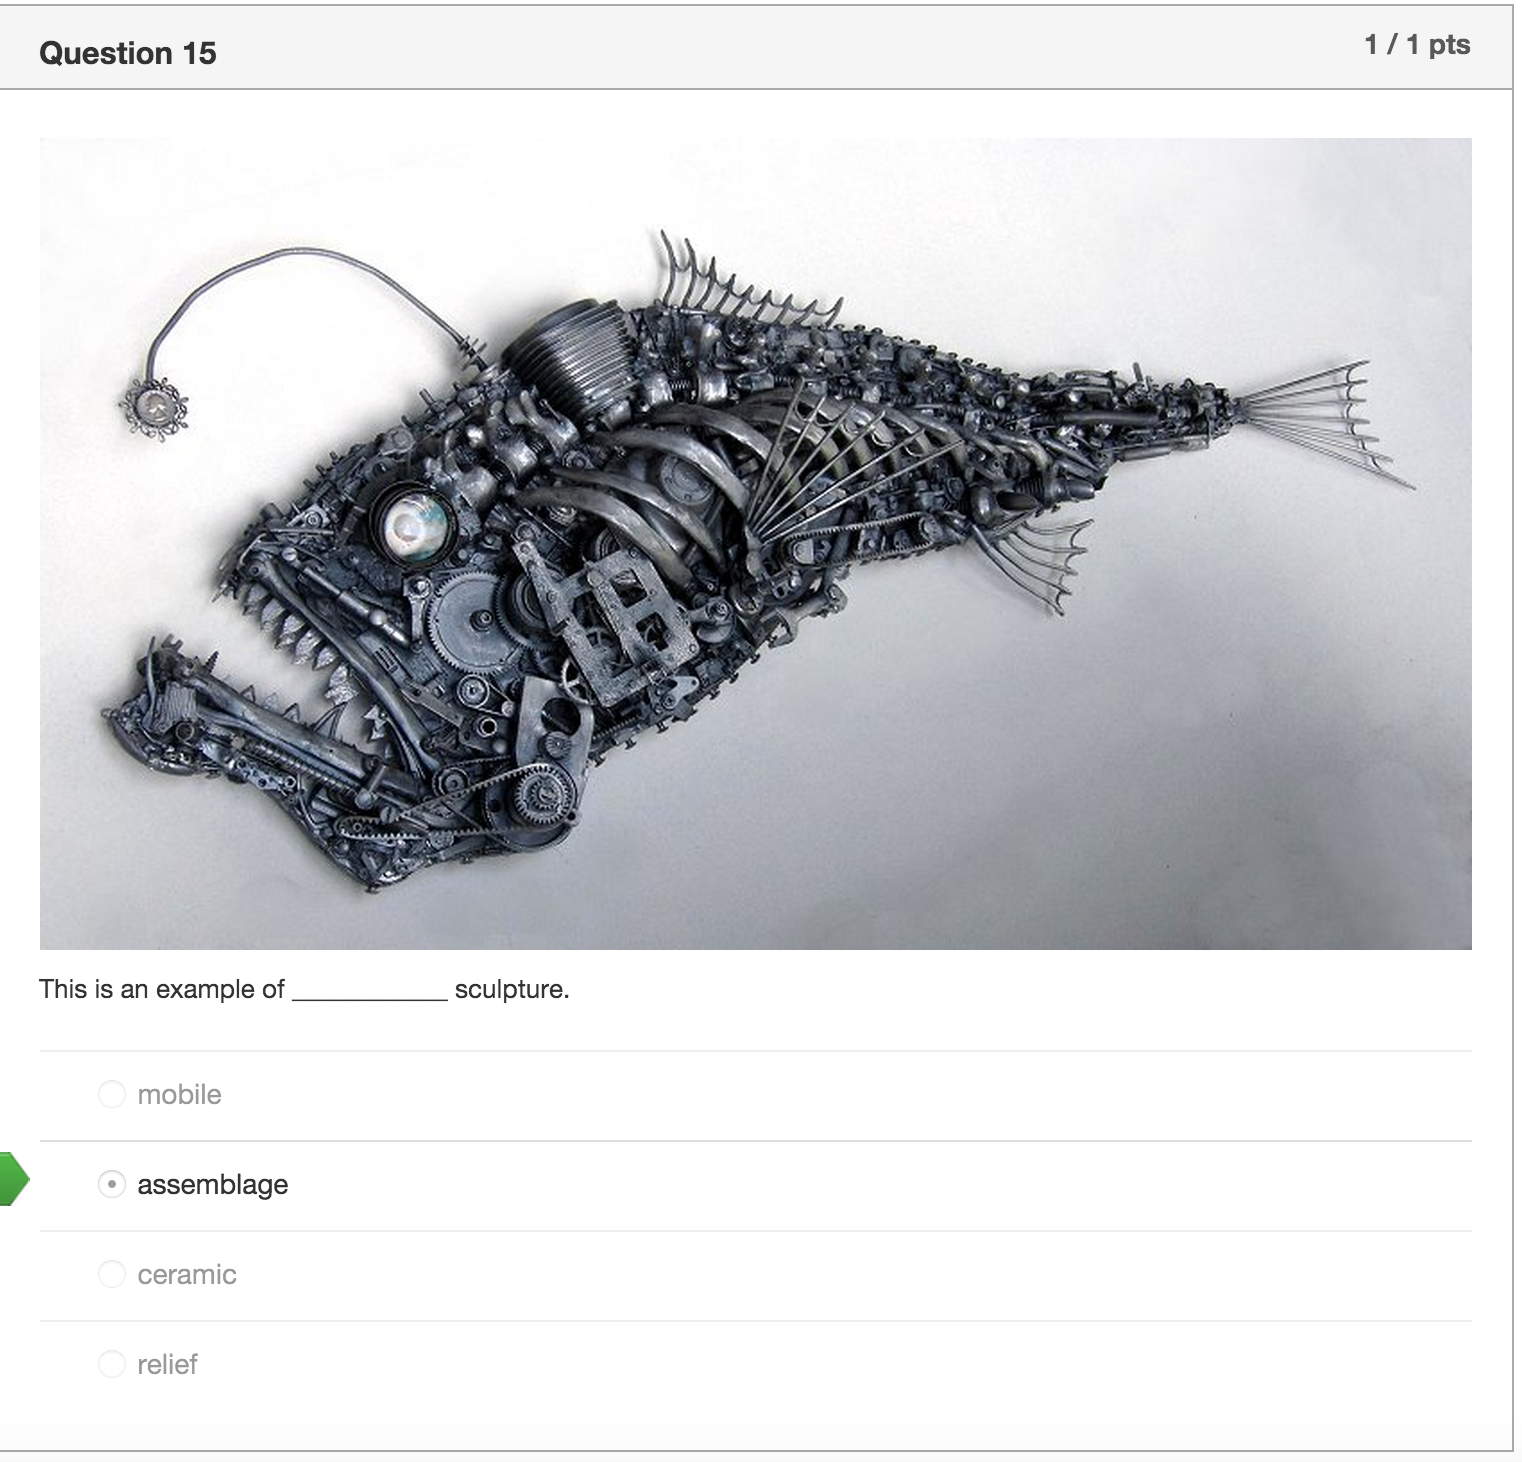 Question 15
1 / 1 pts
This is an example of ___________ sculpture.
mobile
assemblage
ceramic
relief